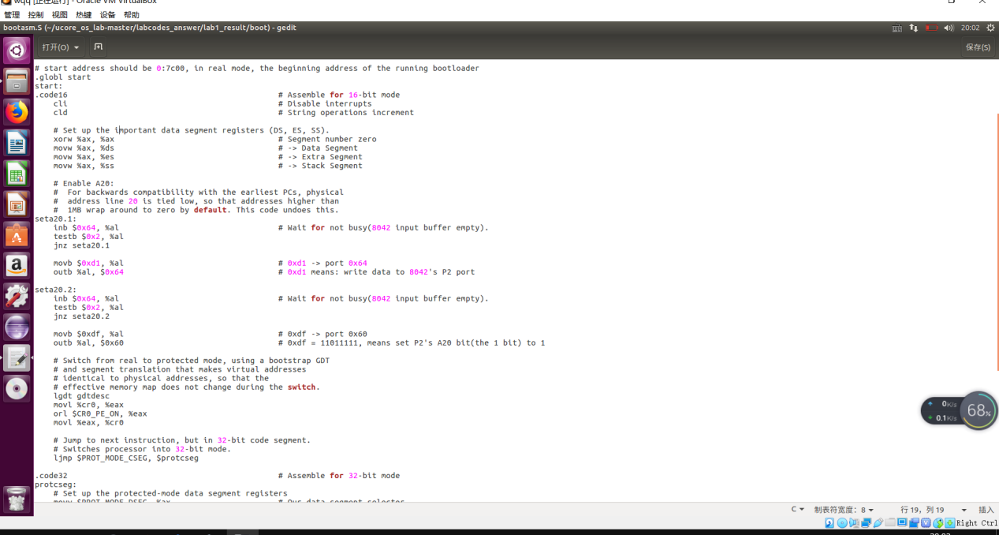 wqq [正在运行] - Oracle VM VirtualBox
管理 控制 视图 热键 设备 帮助
bootasm.S (~/ucore_os_lab-master/labcodes_answer/lab1_result/boot) - gedit
20:02
打开(O)
保存(S)
# start address should be 0:7c00, in real mode, the beginning address of the running bootloader
.globl start
start:
.code16 # Assemble for 16-bit mode
cli # Disable interrupts
cld # String operations increment
# Set up the important data segment registers (DS, ES, SS).
xorw %ax, %ax # Segment number zero
movw %ax, %ds # -> Data Segment
movw %ax, %es # -> Extra Segment
movw %ax, %ss # -> Stack Segment
# Enable A20:
# For backwards compatibility with the earliest PCs, physical
# address line 20 is tied low, so that addresses higher than
# 1MB wrap around to zero by default. This code undoes this.
seta20.1:
inb $0x64, %al # Wait for not busy(8042 input buffer empty).
testb $0x2, %al
jnz seta20.1
movb $0xd1, %al # 0xd1 -> port 0x64
outb %al, $0x64 # 0xd1 means: write data to 8042's P2 port
seta20.2:
inb $0x64, %al # Wait for not busy(8042 input buffer empty).
testb $0x2, %al
jnz seta20.2
movb $0xdf, %al # 0xdf -> port 0x60
outb %al, $0x60 # 0xdf = 11011111, means set P2's A20 bit(the 1 bit) to 1
# Switch from real to protected mode, using a bootstrap GDT
# and segment translation that makes virtual addresses
# identical to physical addresses, so that the
# effective memory map does not change during the switch.
lgdt gdtdesc
movl %cr0, %eax
orl $CR0_PE_ON, %eax
movl %eax, %cr0
0K/s
0.1K/s
68%
# Jump to next instruction, but in 32-bit code segment.
# Switches processor into 32-bit mode.
ljmp $PROT_MODE_CSEG, $protcseg
.code32 # Assemble for 32-bit mode
protcseg:
# Set up the protected-mode data segment registers
movw $PROT_MODE_DSEG, %ax # Our data segment selector
C 制表符宽度: 8 行 19, 列 19 插入
Right Ctrl